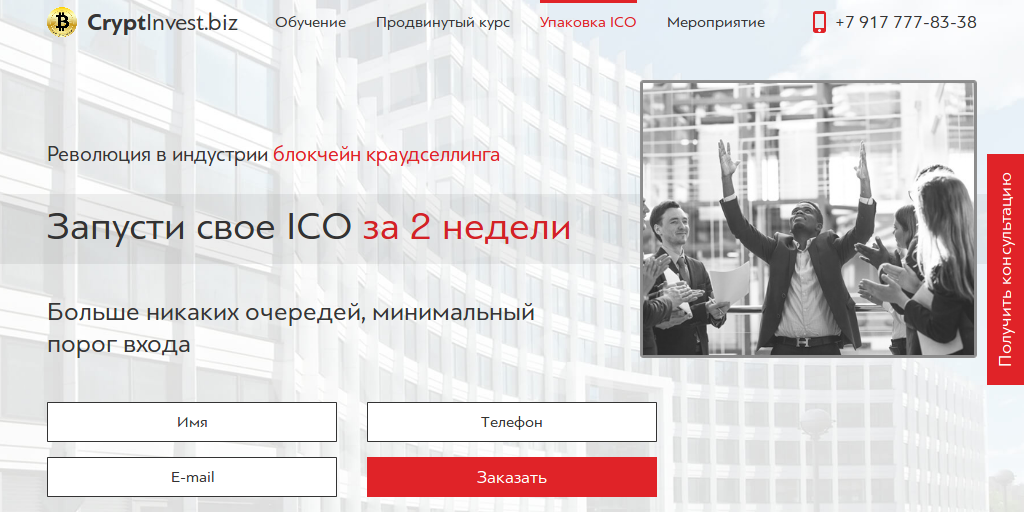 CryptInvest.biz
Обучение
Продвинутый курс
Упаковка ICO
Мероприятие
+7 917 777-83-38
Революция в индустрии блокчейн краудселлинга
Запусти свое ICO за 2 недели
Больше никаких очередей, минимальный
порог входа
Имя
Телефон
E-mail
Заказать
Получить консультацию